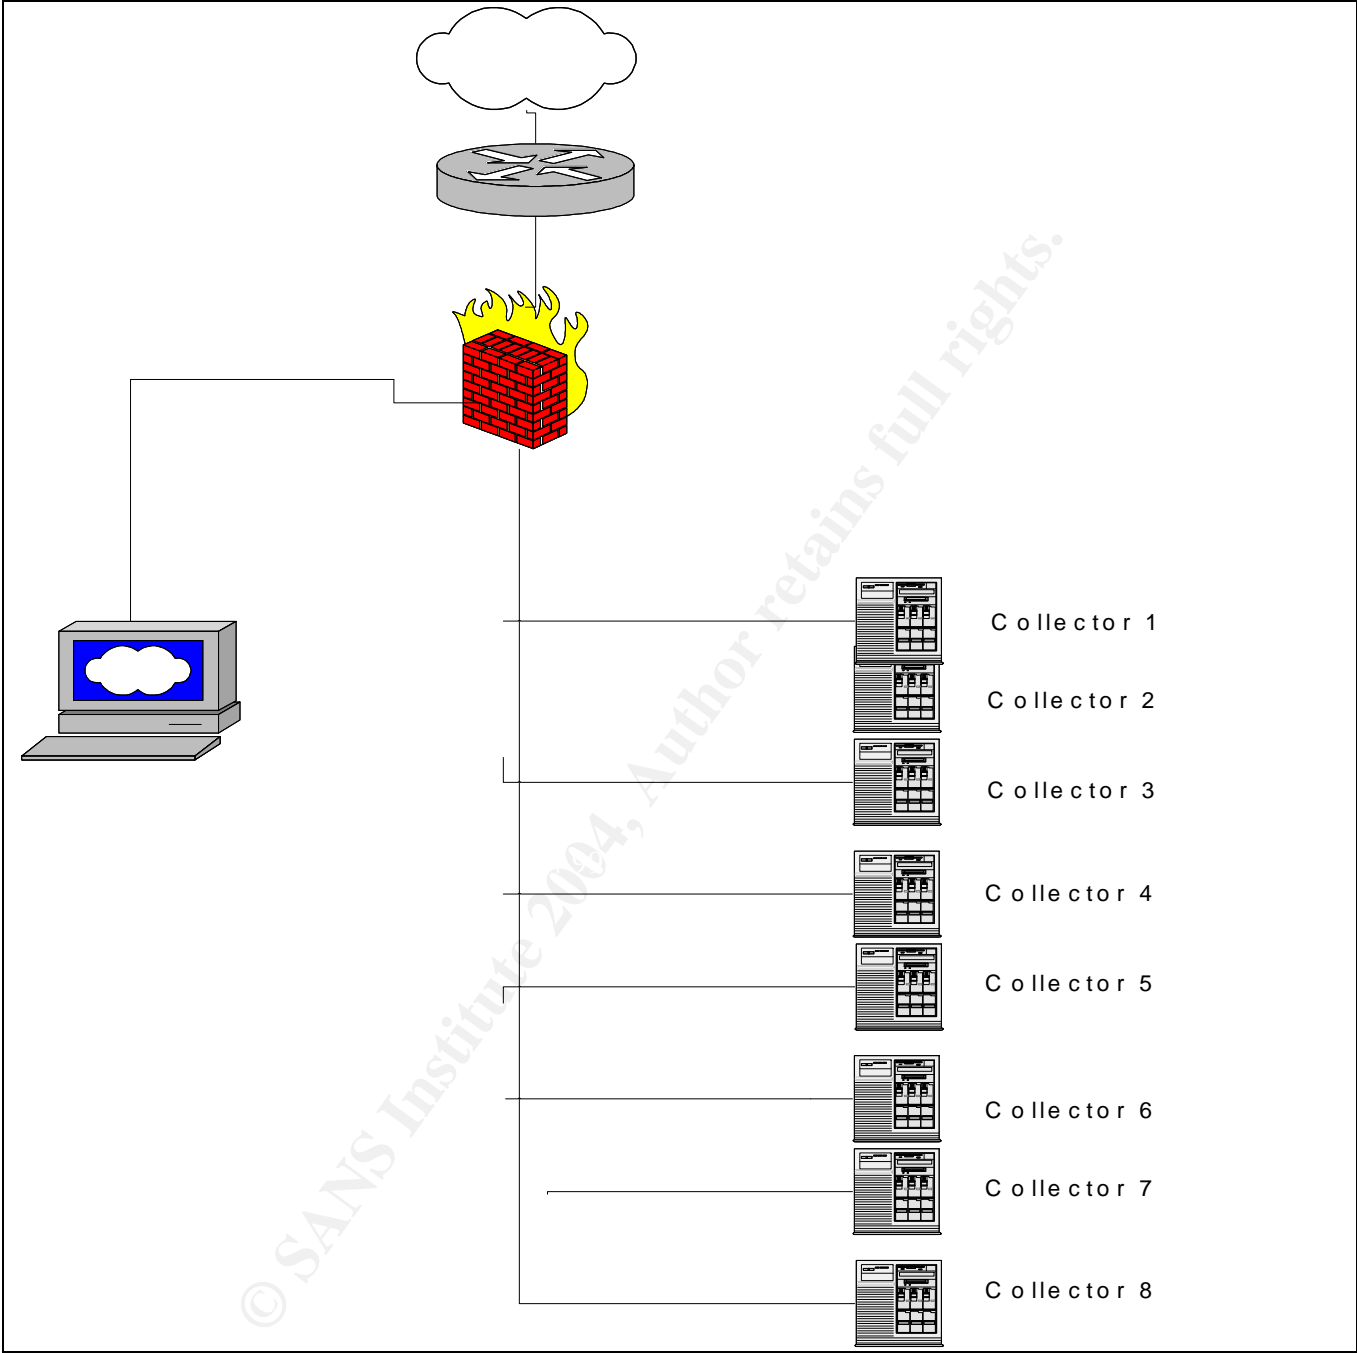 Collector 1
Collector 2
Collector 3
Collector 4
Collector 5
Collector 6
Collector 7
Collector 8
© SANS Institute 2004, Author retains full rights.